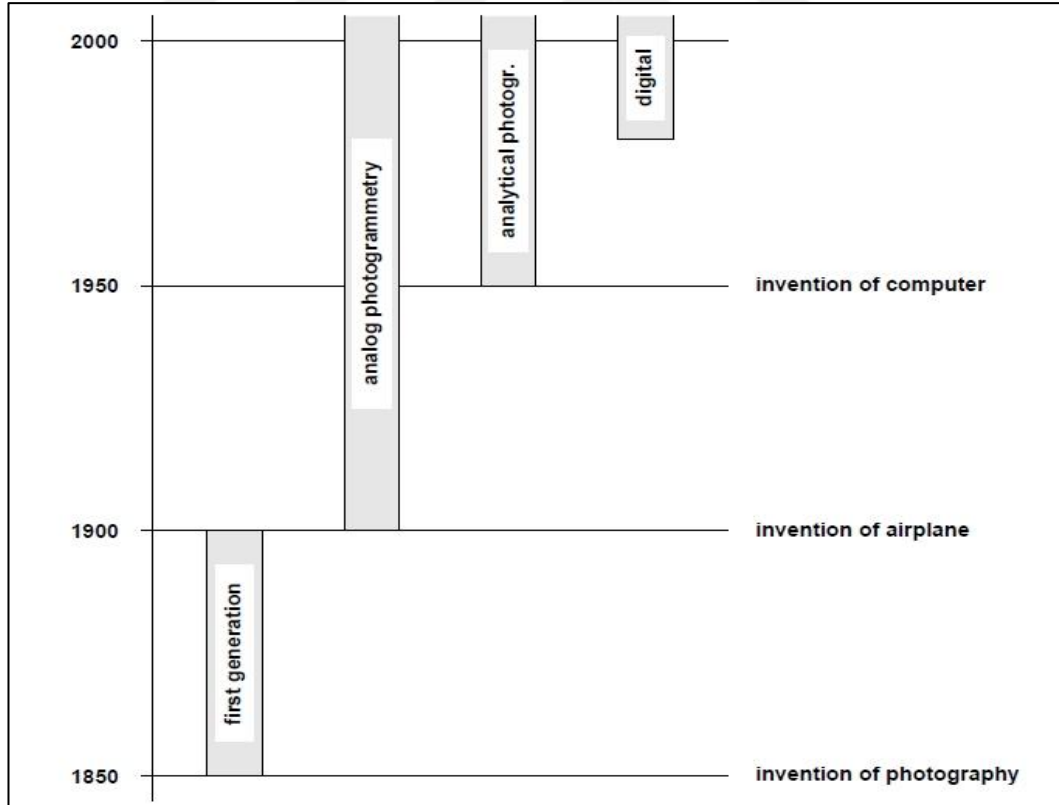 2000
digital
analytical photogr.
analog photogrammetry
1950
invention of computer
1900
invention of airplane
first generation
1850
invention of photography